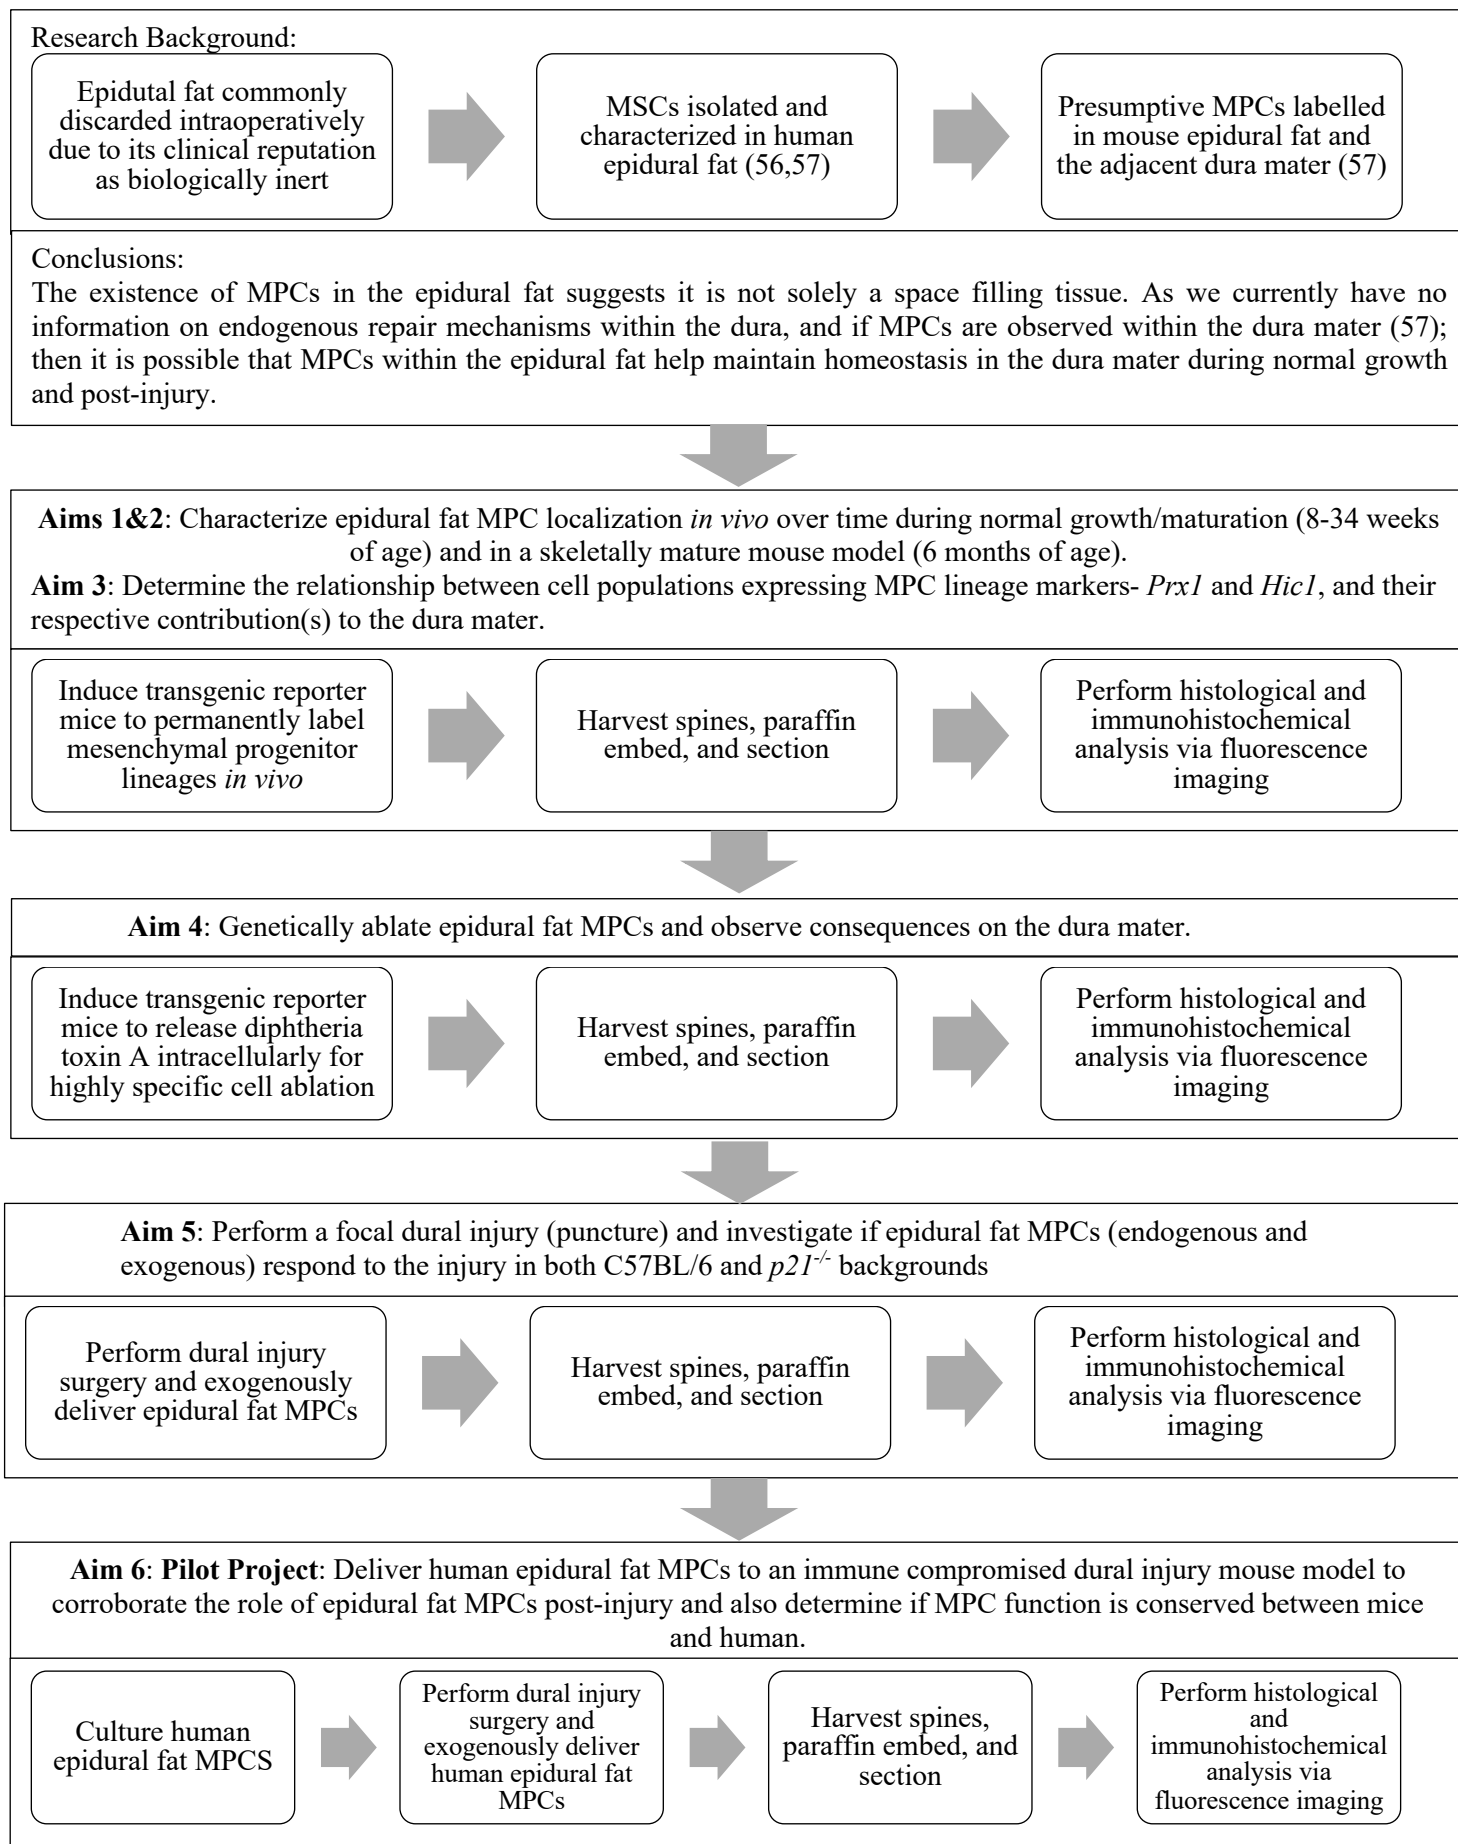 Research Background:
Epidutal fat commonly
discarded intraoperatively
due to its clinical reputation
as biologically inert
MSCs isolated and
characterized in human
epidural fat (56,57)
Presumptive MPCs labelled
in mouse epidural fat and
the adjacent dura mater (57)
Conclusions:
The existence of MPCs in the epidural fat suggests it is not solely a space filling tissue. As we currently have no
information on endogenous repair mechanisms within the dura, and if MPCs are observed within the dura mater (57);
then it is possible that MPCs within the epidural fat help maintain homeostasis in the dura mater during normal growth
and post-injury.
Aims 1&2: Characterize epidural fat MPC localization in vivo over time during normal growth/maturation (8-34 weeks
of age) and in a skeletally mature mouse model (6 months of age).
Aim 3: Determine the relationship between cell populations expressing MPC lineage markers- Prx1 and Hic1, and their
respective contribution(s) to the dura mater.
Induce transgenic reporter
mice to permanently label
mesenchymal progenitor
lineages in vivo
Harvest spines, paraffin
embed, and section
Perform histological and
immunohistochemical
analysis via fluorescence
imaging
Aim 4: Genetically ablate epidural fat MPCs and observe consequences on the dura mater.
Induce transgenic reporter
mice to release diphtheria
toxin A intracellularly for
highly specific cell ablation
Harvest spines, paraffin
embed, and section
Perform histological and
immunohistochemical
analysis via fluorescence
imaging
Aim 5: Perform a focal dural injury (puncture) and investigate if epidural fat MPCs (endogenous and
exogenous) respond to the injury in both C57BL/6 and p21-/- backgrounds
Perform dural injury
surgery and exogenously
deliver epidural fat MPCs
Harvest spines, paraffin
embed, and section
Perform histological and
immunohistochemical
analysis via fluorescence
imaging
Aim 6: Pilot Project: Deliver human epidural fat MPCs to an immune compromised dural injury mouse model to
corroborate the role of epidural fat MPCs post-injury and also determine if MPC function is conserved between mice
and human.
Culture human
epidural fat MPCS
Perform dural injury
surgery and
exogenously deliver
human epidural fat
MPCs
Harvest spines,
paraffin embed, and
section
Perform histological
and
immunohistochemical
analysis via
fluorescence imaging